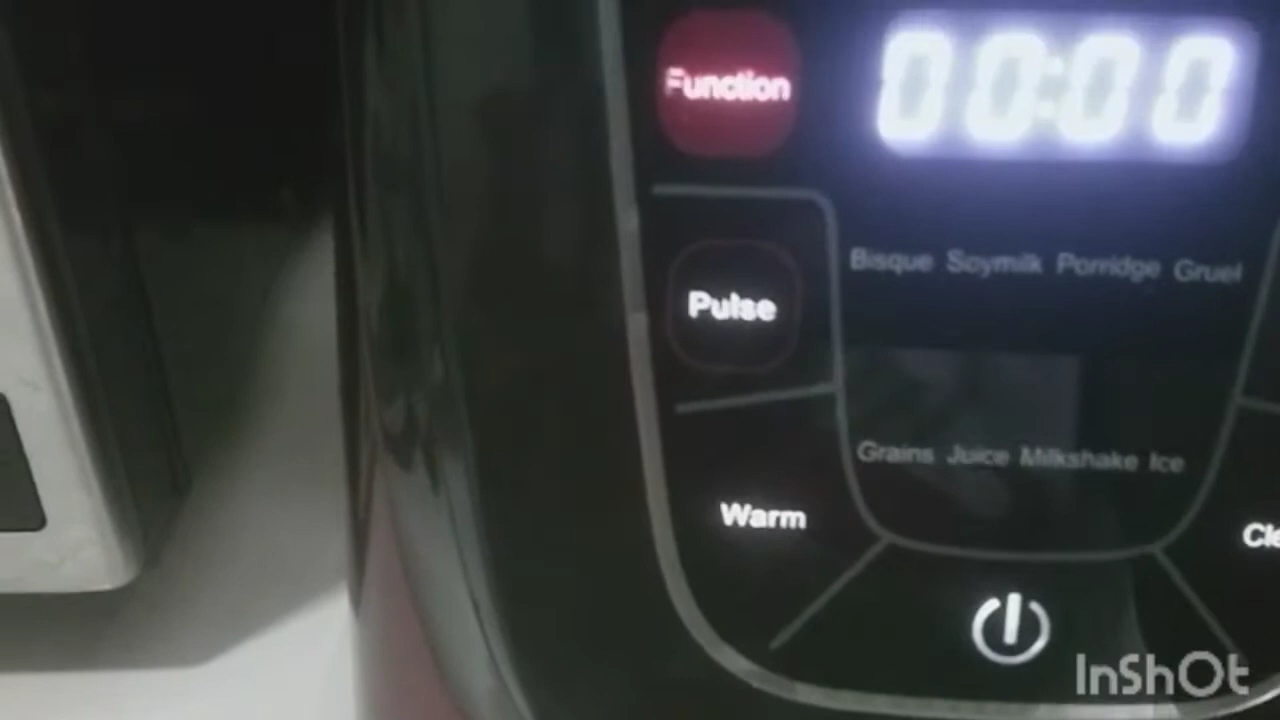 Function
00:00
Bisque Soymilk Porridge Gruel
Pulse
Grains Juice Milkshake Ice
Warm
InShOt